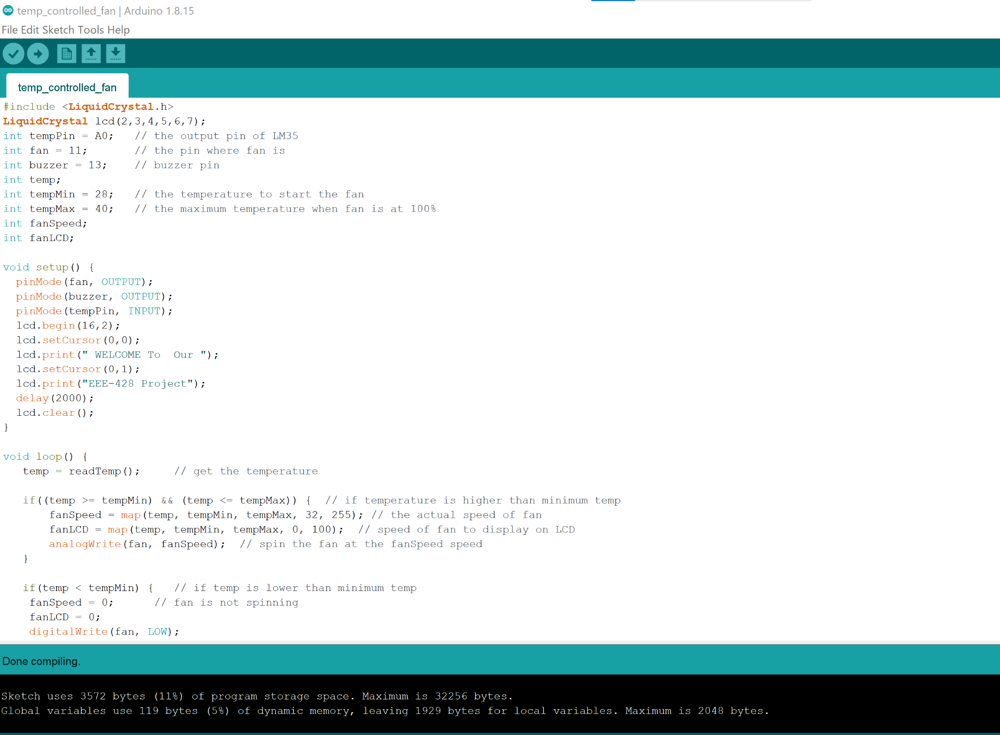 temp_controlled_fan | Arduino 1.8.15
File Edit Sketch Tools Help
temp_controlled_fan
#include <LiquidCrystal.h>
LiquidCrystal lcd(2,3,4,5,6,7);
int tempPin = A0;   // the output pin of LM35
int fan = 11;       // the pin where fan is
int buzzer = 13;    // buzzer pin
int temp;
int tempMin = 28;   // the temperature to start the fan
int tempMax = 40;   // the maximum temperature when fan is at 100%
int fanSpeed;
int fanLCD;
void setup() {
  pinMode(fan, OUTPUT);
  pinMode(buzzer, OUTPUT);
  pinMode(tempPin, INPUT);
  lcd.begin(16,2);
  lcd.setCursor(0,0);
  lcd.print(" WELCOME To  Our ");
  lcd.setCursor(0,1);
  lcd.print("EEE-428 Project");
  delay(2000);
  lcd.clear();
}
void loop() {
   temp = readTemp();     // get the temperature
   if((temp >= tempMin) && (temp <= tempMax)) {  // if temperature is higher than minimum temp
       fanSpeed = map(temp, tempMin, tempMax, 32, 255); // the actual speed of fan
       fanLCD = map(temp, tempMin, tempMax, 0, 100);  // speed of fan to display on LCD
       analogWrite(fan, fanSpeed);  // spin the fan at the fanSpeed speed
   }
   if(temp < tempMin) {   // if temp is lower than minimum temp
    fanSpeed = 0;      // fan is not spinning
    fanLCD = 0;
    digitalWrite(fan, LOW);
Done compiling.
Sketch uses 3572 bytes (11%) of program storage space. Maximum is 32256 bytes.
Global variables use 119 bytes (5%) of dynamic memory, leaving 1929 bytes for local variables. Maximum is 2048 bytes.